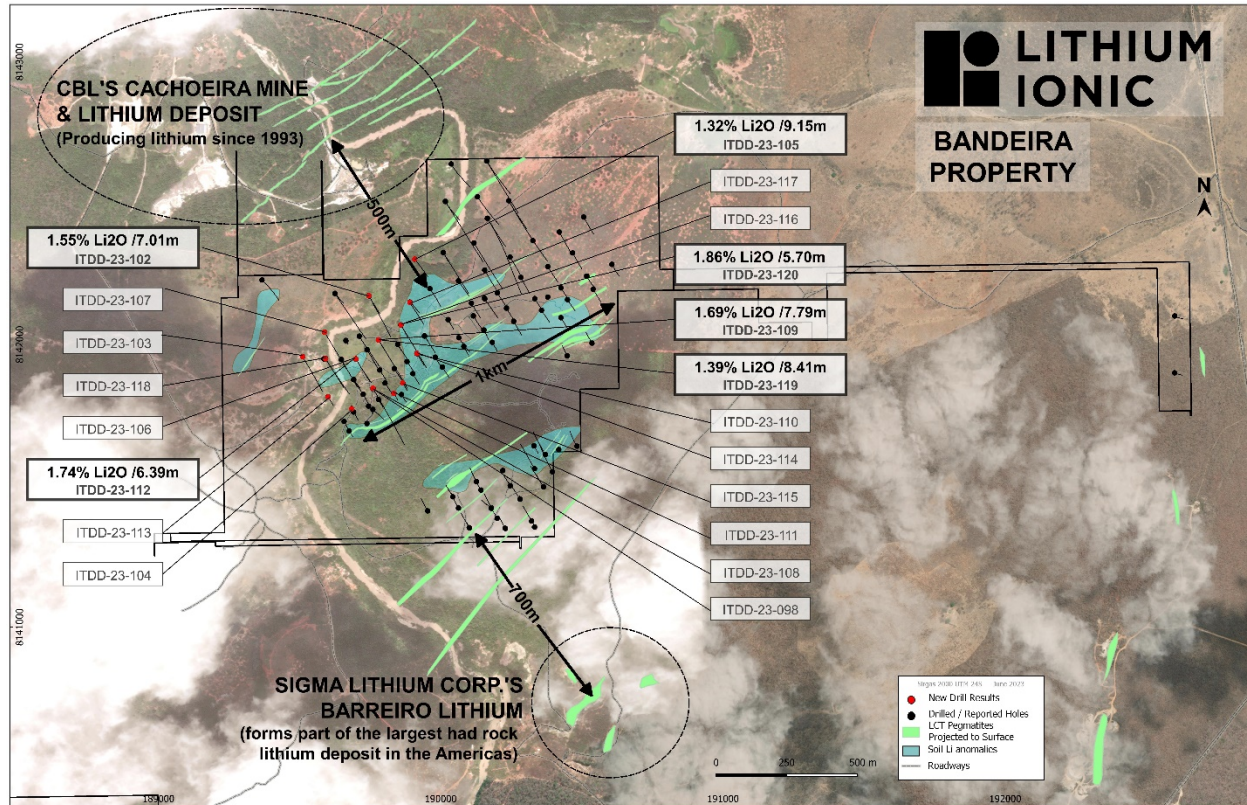 LITHIUM
IONIC
BANDEIRA
PROPERTY
N
CBL'S CACHOEIRA MINE
& LITHIUM DEPOSIT
(Producing lithium since 1993)
500m
1km
700m
1.55% Li2O /7.01m
ITDD-23-102
ITDD-23-107
ITDD-23-103
ITDD-23-118
ITDD-23-106
1.74% Li2O /6.39m
ITDD-23-112
ITDD-23-113
ITDD-23-104
1.32% Li2O /9.15m
ITDD-23-105
ITDD-23-117
ITDD-23-116
1.86% Li2O /5.70m
ITDD-23-120
1.69% Li2O /7.79m
ITDD-23-109
1.39% Li2O /8.41m
ITDD-23-119
ITDD-23-110
ITDD-23-114
ITDD-23-115
ITDD-23-111
ITDD-23-108
ITDD-23-098
SIGMA LITHIUM CORP.'S
BARREIRO LITHIUM
(forms part of the largest had rock
lithium deposit in the Americas)
0 250 500 m
Sirgas 2000 UTM 24S June 2023
New Drill Results
Drilled / Reported Holes
LCT Pegmatites
Projected to Surface
Soil Li anomalies
Roadways
8143000
8142000
8141000
189000
190000
191000
192000